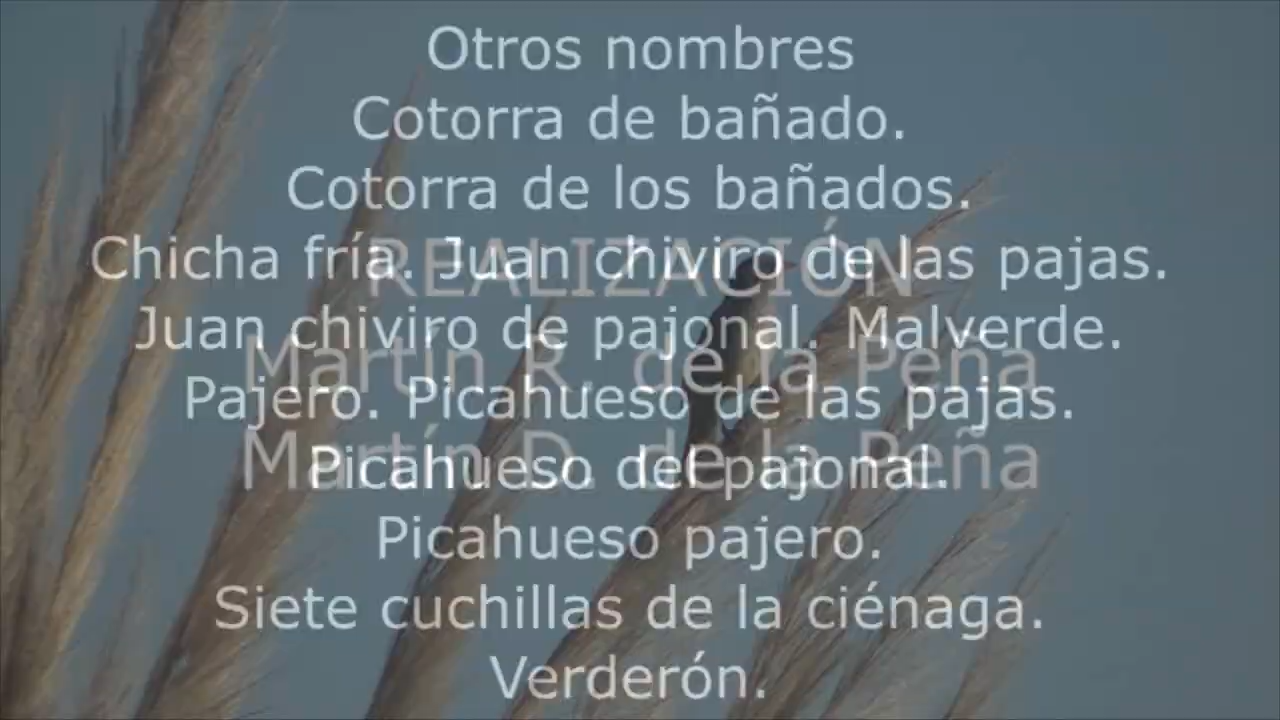 Otros nombres
Cotorra de bañado.
Cotorra de los bañados.
Chicha fría. Juan chiviro de las pajas.
REALIZACIÓN
Juan chiviro de pajonal. Malverde.
Martín R. de la Peña
Pajero. Picahueso de las pajas.
Martín D. de la Peña
Picahueso del pajonal.
Picahueso pajero.
Siete cuchillas de la ciénaga.
Verderón.